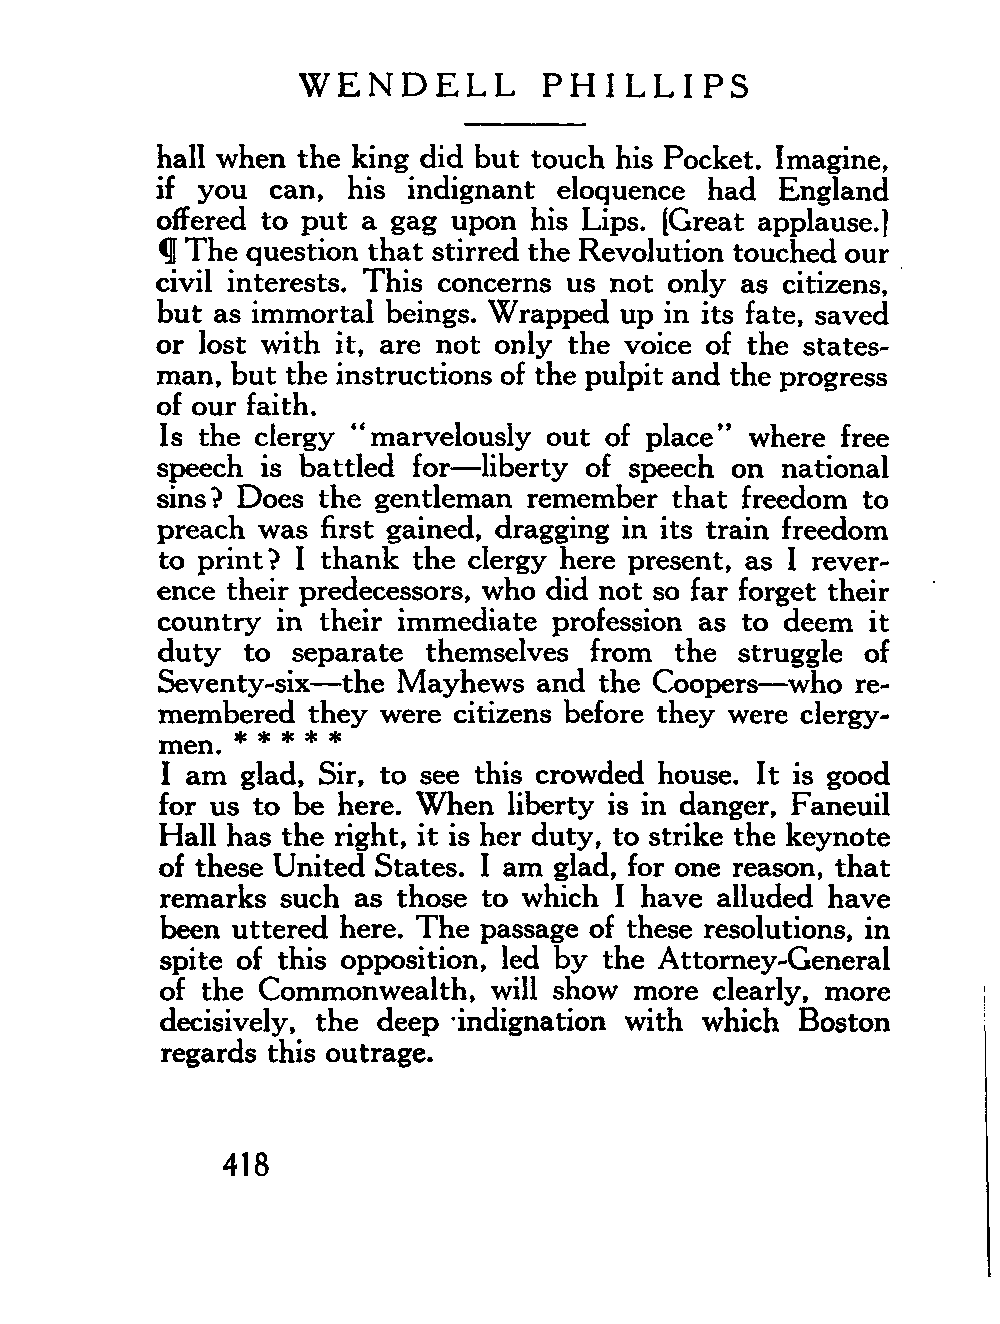 WENDELL PHILLIPS
hall when the king did but touch his Pocket. Imagine,
if you can, his indignant eloquence had England
offered to put a gag upon his Lips. [Great applause.]
¶ The question that stirred the Revolution touched our
civil interests. This concerns us not only as citizens,
but as immortal beings. Wrapped up in its fate, saved
or lost with it, are not only the voice of the states-
man, but the instructions of the pulpit and the progress
of our faith.
Is the clergy “marvelously out of place” where free
speech is battled for—liberty of speech on national
sins? Does the gentleman remember that freedom to
preach was first gained, dragging in its train freedom
to print? I thank the clergy here present, as I rever-
ence their predecessors, who did not so far forget their
country in their immediate profession as to deem it
duty to separate themselves from the struggle of
Seventy-six—the Mayhews and the Coopers—who re-
membered they were citizens before they were clergy-
men. * * * * *
I am glad, Sir, to see this crowded house. It is good
for us to be here. When liberty is in danger, Faneuil
Hall has the right, it is her duty, to strike the keynote
of these United States. I am glad, for one reason, that
remarks such as those to which I have alluded have
been uttered here. The passage of these resolutions, in
spite of this opposition, led by the Attorney-General
of the Commonwealth, will show more clearly, more
decisively, the deep indignation with which Boston
regards this outrage.
418